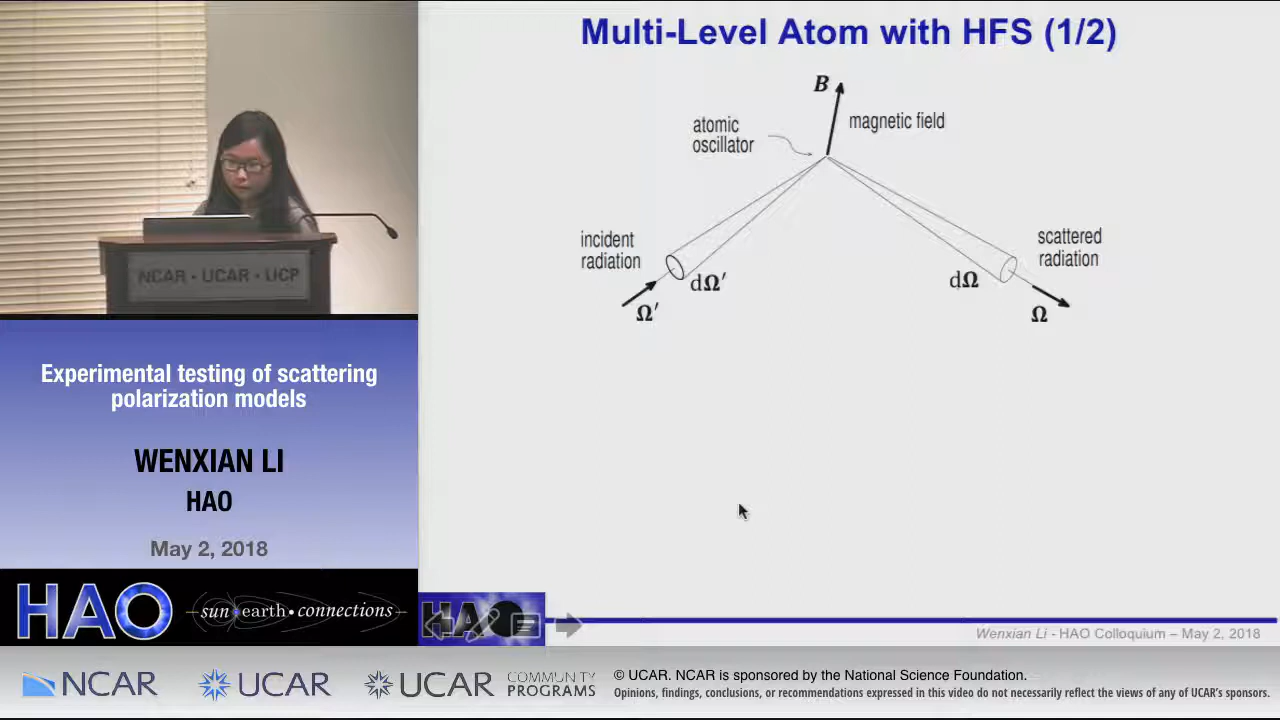 Multi-Level Atom with HFS (1/2)
B
magnetic field
atomic
oscillator
incident
radiation
dΩ′
Ω′
scattered
radiation
dΩ
Ω
NCAR • UCAR • UCP
Experimental testing of scattering
polarization models
WENXIAN LI
HAO
May 2, 2018
HAO
sun•earth•connections
HAO
Wenxian Li - HAO Colloquium – May 2, 2018
NCAR
UCAR
UCAR
COMMUNITY
PROGRAMS
© UCAR. NCAR is sponsored by the National Science Foundation.
Opinions, findings, conclusions, or recommendations expressed in this video do not necessarily reflect the views of any of UCAR's sponsors.